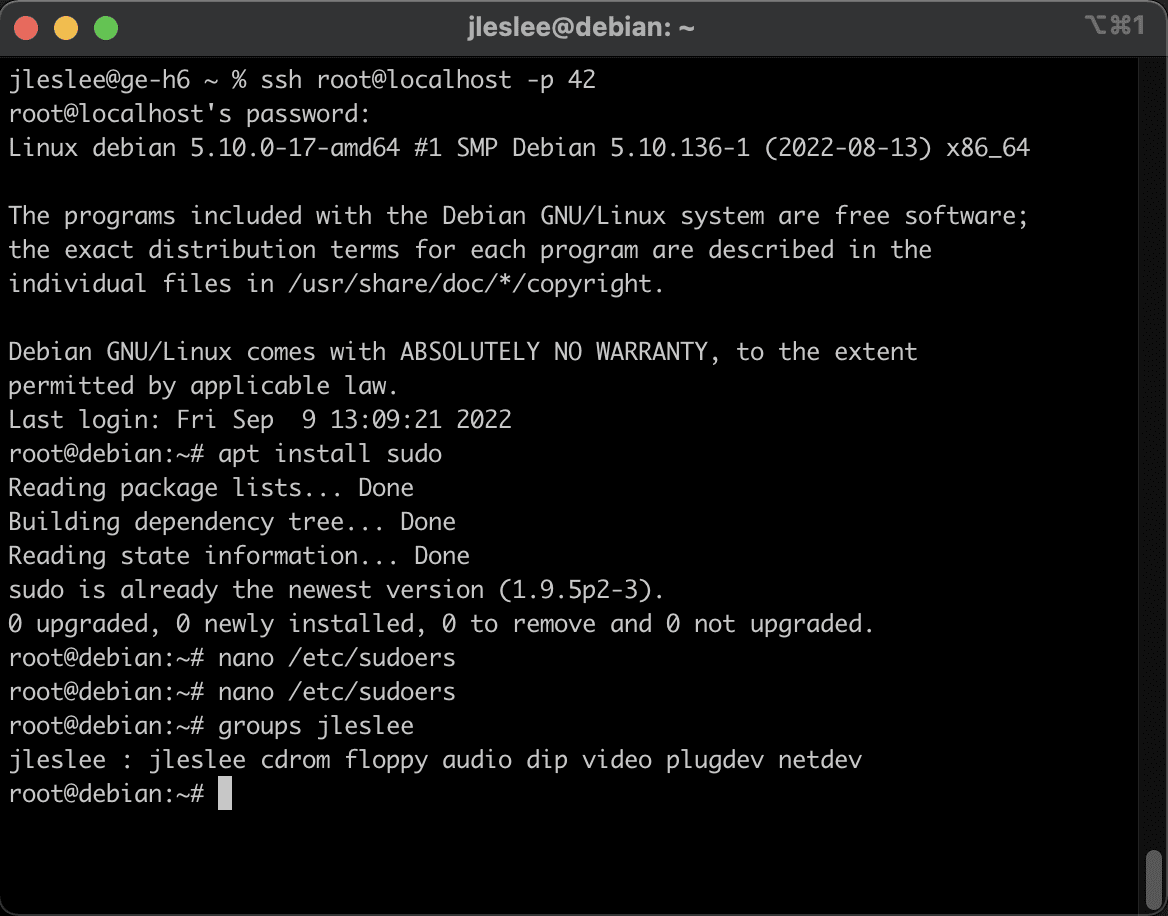 jleslee@debian: ~
⌥⌘1
jleslee@ge-h6 ~ % ssh root@localhost -p 42
root@localhost's password:
Linux debian 5.10.0-17-amd64 #1 SMP Debian 5.10.136-1 (2022-08-13) x86_64
The programs included with the Debian GNU/Linux system are free software;
the exact distribution terms for each program are described in the
individual files in /usr/share/doc/*/copyright.
Debian GNU/Linux comes with ABSOLUTELY NO WARRANTY, to the extent
permitted by applicable law.
Last login: Fri Sep  9 13:09:21 2022
root@debian:~# apt install sudo
Reading package lists... Done
Building dependency tree... Done
Reading state information... Done
sudo is already the newest version (1.9.5p2-3).
0 upgraded, 0 newly installed, 0 to remove and 0 not upgraded.
root@debian:~# nano /etc/sudoers
root@debian:~# nano /etc/sudoers
root@debian:~# groups jleslee
jleslee : jleslee cdrom floppy audio dip video plugdev netdev
root@debian:~#